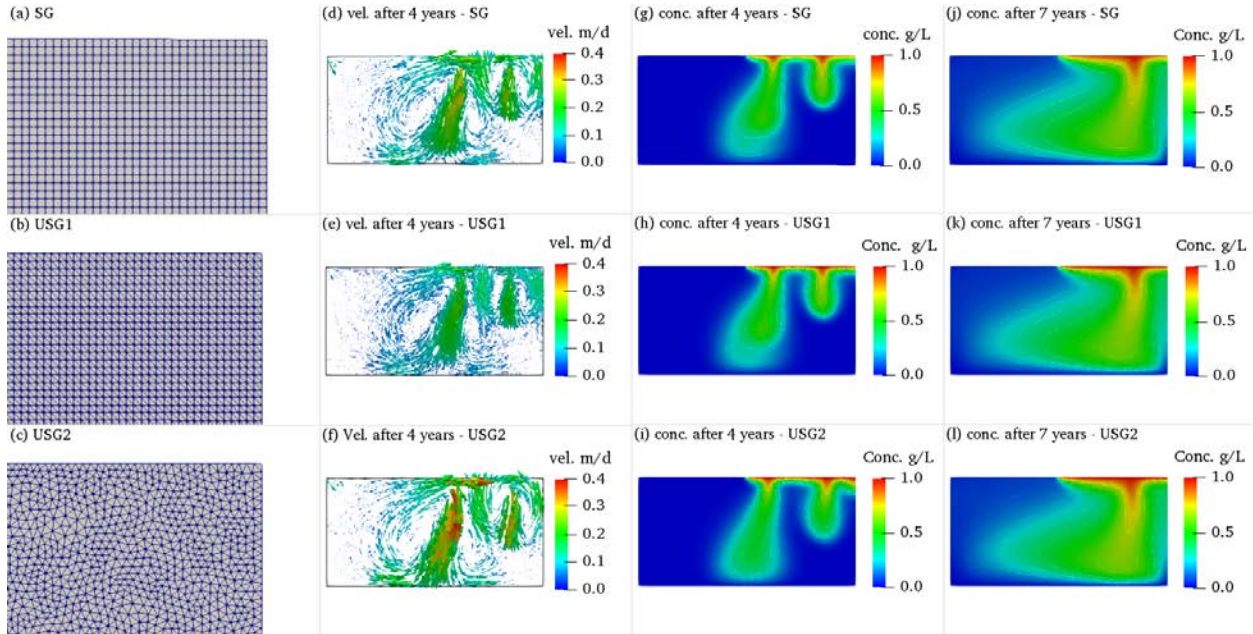 (a) SG
(d) vel. after 4 years - SG
(g) conc. after 4 years - SG
(j) conc. after 7 years - SG
vel. m/d
0.4
0.3
0.2
0.1
0.0
conc. g/L
1.0
0.5
0.0
Conc. g/L
1.0
0.5
0.0
(b) USG1
(e) vel. after 4 years - USG1
(h) conc. after 4 years - USG1
(k) conc. after 7 years - USG1
vel. m/d
0.4
0.3
0.2
0.1
0.0
Conc. g/L
1.0
0.5
0.0
Conc. g/L
1.0
0.5
0.0
(c) USG2
(f) Vel. after 4 years - USG2
(i) conc. after 4 years - USG2
(l) conc. after 7 years - USG2
vel. m/d
0.4
0.3
0.2
0.1
0.0
Conc. g/L
1.0
0.5
0.0
Conc. g/L
1.0
0.5
0.0